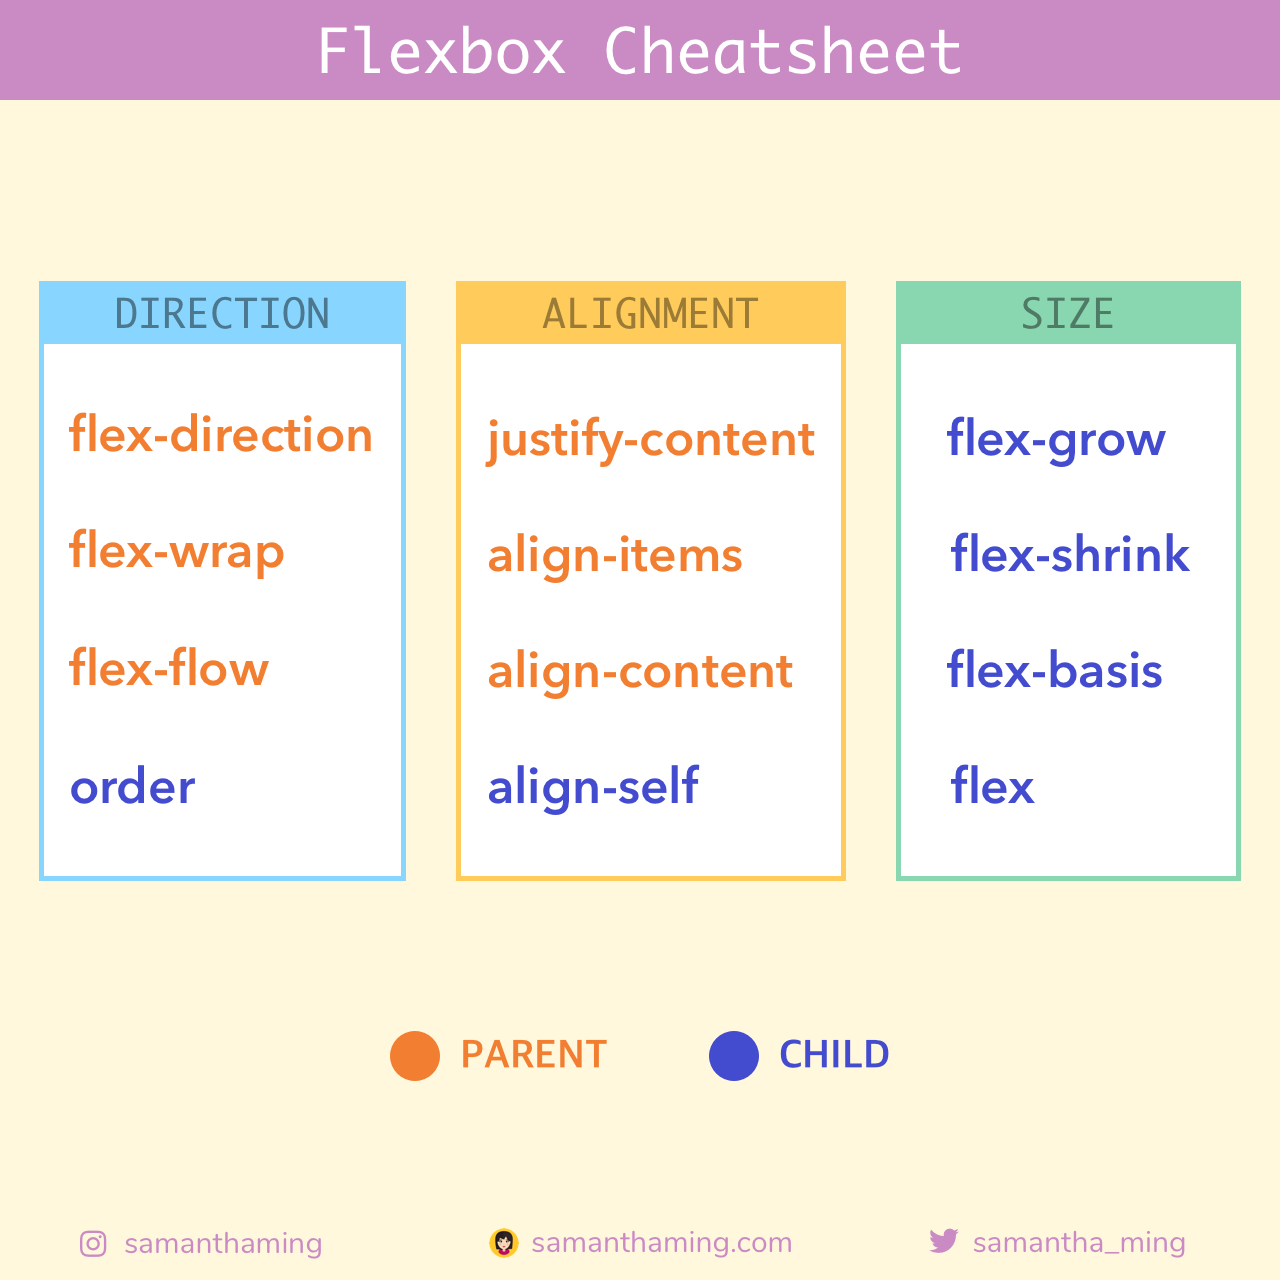 Flexbox Cheatsheet
DIRECTION
flex-direction
flex-wrap
flex-flow
order
ALIGNMENT
justify-content
align-items
align-content
align-self
SIZE
flex-grow
flex-shrink
flex-basis
flex
PARENT
CHILD
samanthaming
samanthaming.com
samantha_ming